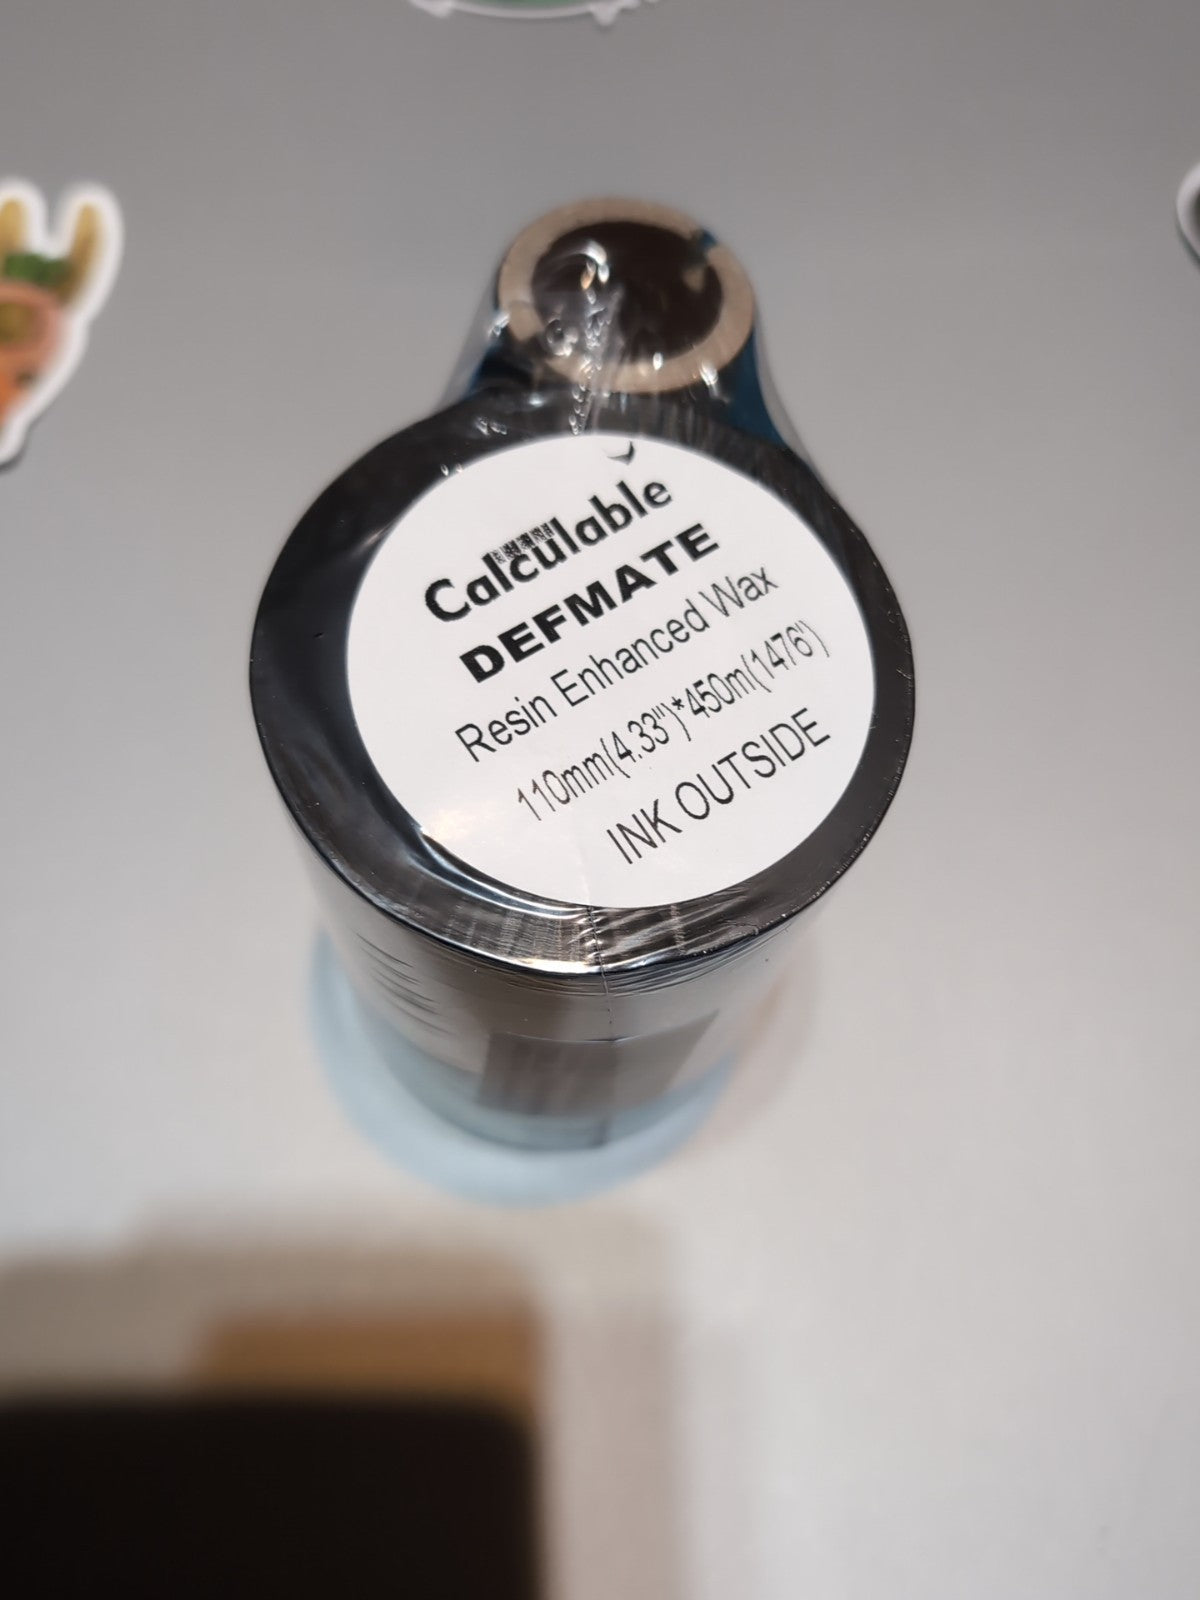 Calculable
DEFMATE
Resin Enhanced Wax
110mm(4.33")*450m(1476')
INK OUTSIDE